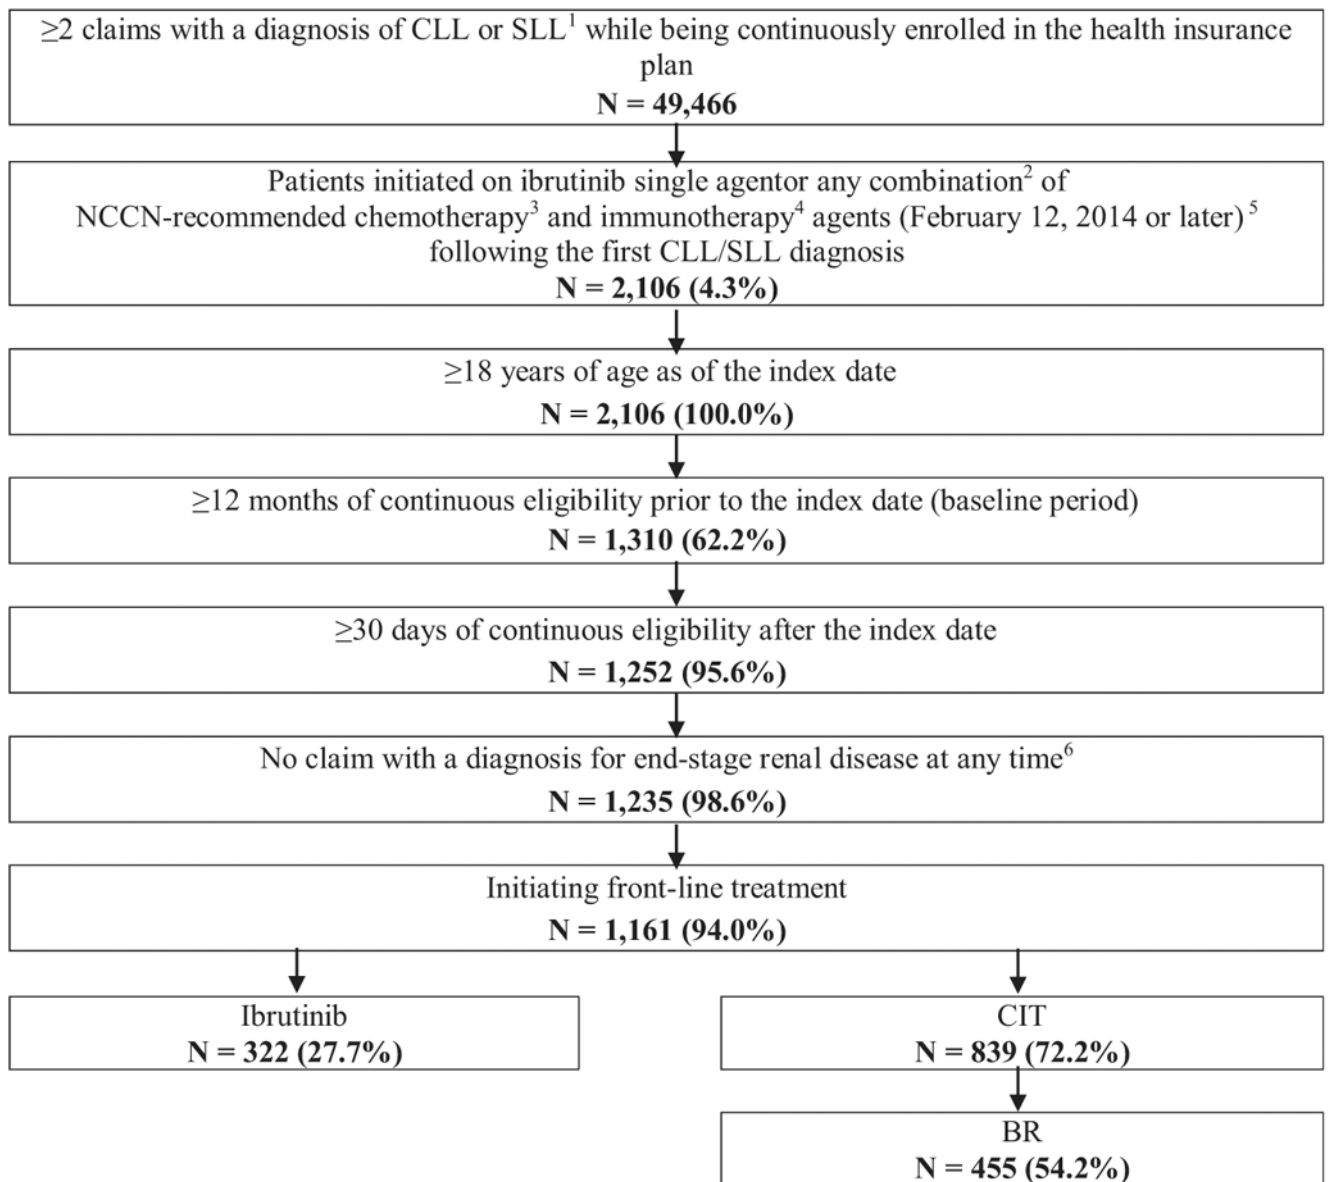 ≥2 claims with a diagnosis of CLL or SLL¹ while being continuously enrolled in the health insurance
plan
N = 49,466
Patients initiated on ibrutinib single agentor any combination² of
NCCN-recommended chemotherapy³ and immunotherapy⁴ agents (February 12, 2014 or later)⁵
following the first CLL/SLL diagnosis
N = 2,106 (4.3%)
≥18 years of age as of the index date
N = 2,106 (100.0%)
≥12 months of continuous eligibility prior to the index date (baseline period)
N = 1,310 (62.2%)
≥30 days of continuous eligibility after the index date
N = 1,252 (95.6%)
No claim with a diagnosis for end-stage renal disease at any time⁶
N = 1,235 (98.6%)
Initiating front-line treatment
N = 1,161 (94.0%)
Ibrutinib
N = 322 (27.7%)
CIT
N = 839 (72.2%)
BR
N = 455 (54.2%)